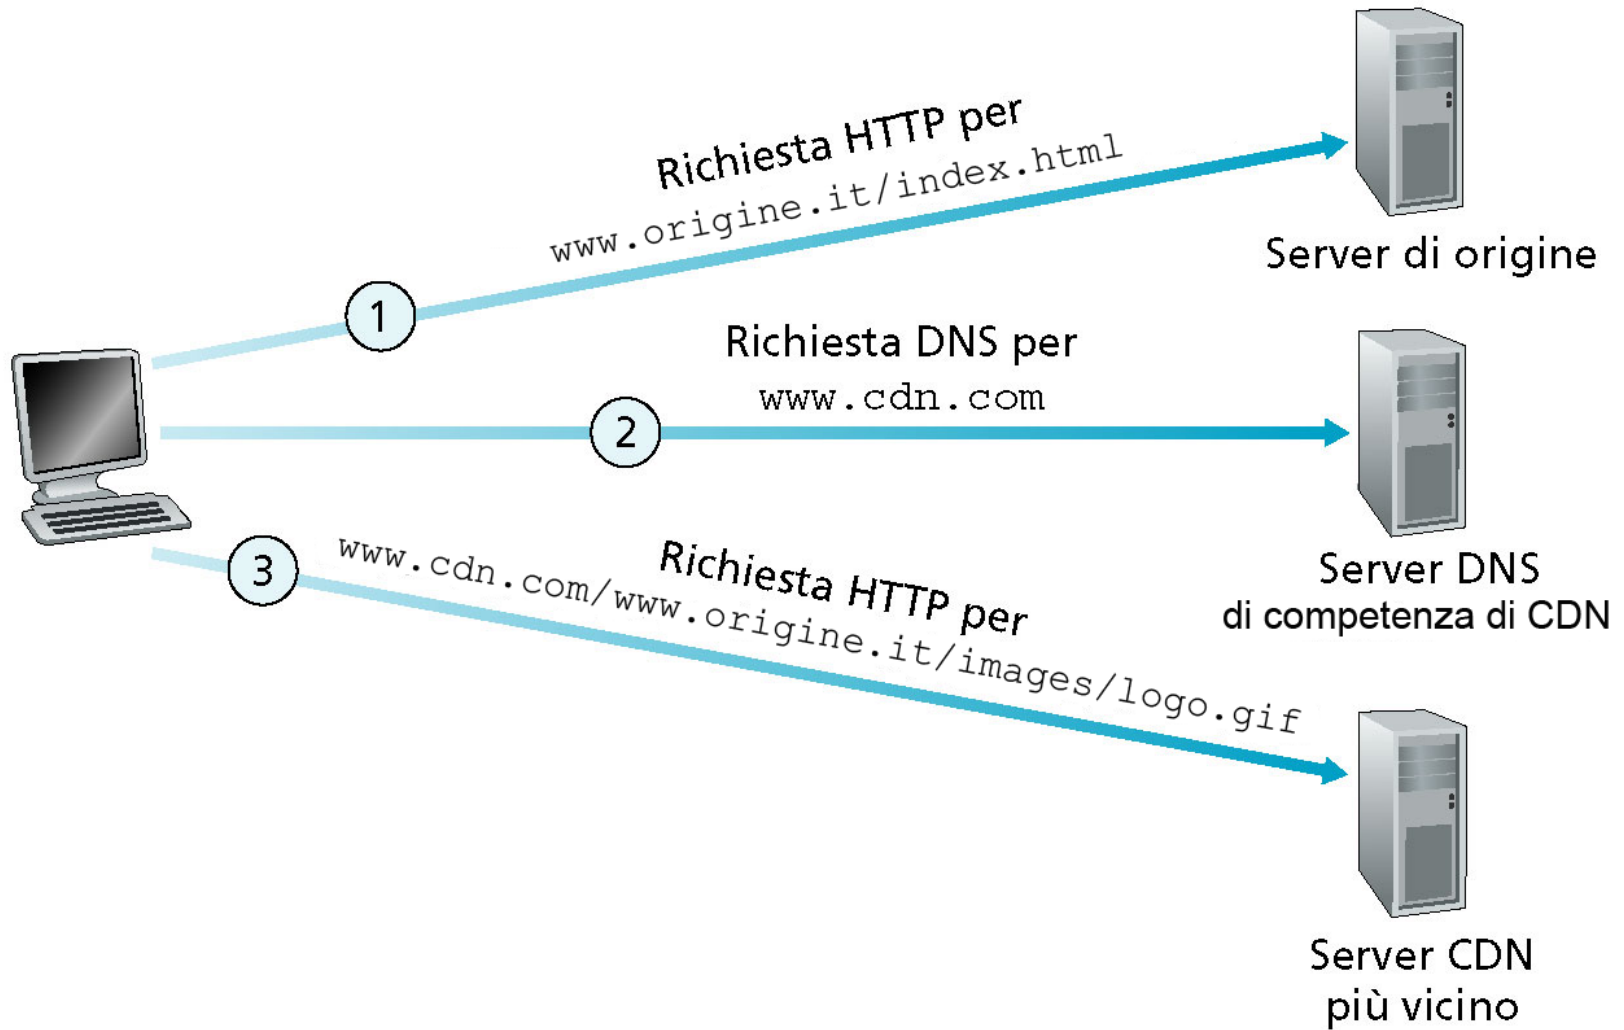 Richiesta HTTP per
www.origine.it/index.html
1
Server di origine
Richiesta DNS per
www.cdn.com
2
Server DNS
di competenza di CDN
3
Richiesta HTTP per
www.cdn.com/www.origine.it/images/logo.gif
Server CDN
più vicino